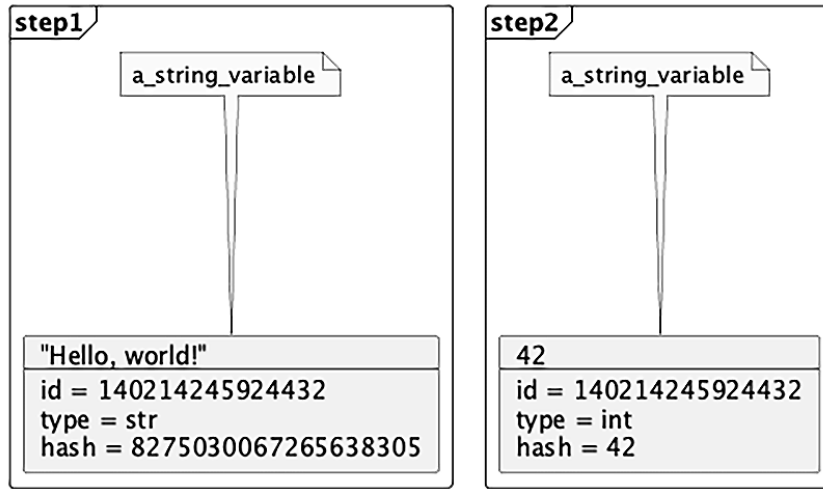 step1
a_string_variable
"Hello, world!"
id = 140214245924432
type = str
hash = 8275030067265638305
step2
a_string_variable
42
id = 140214245924432
type = int
hash = 42